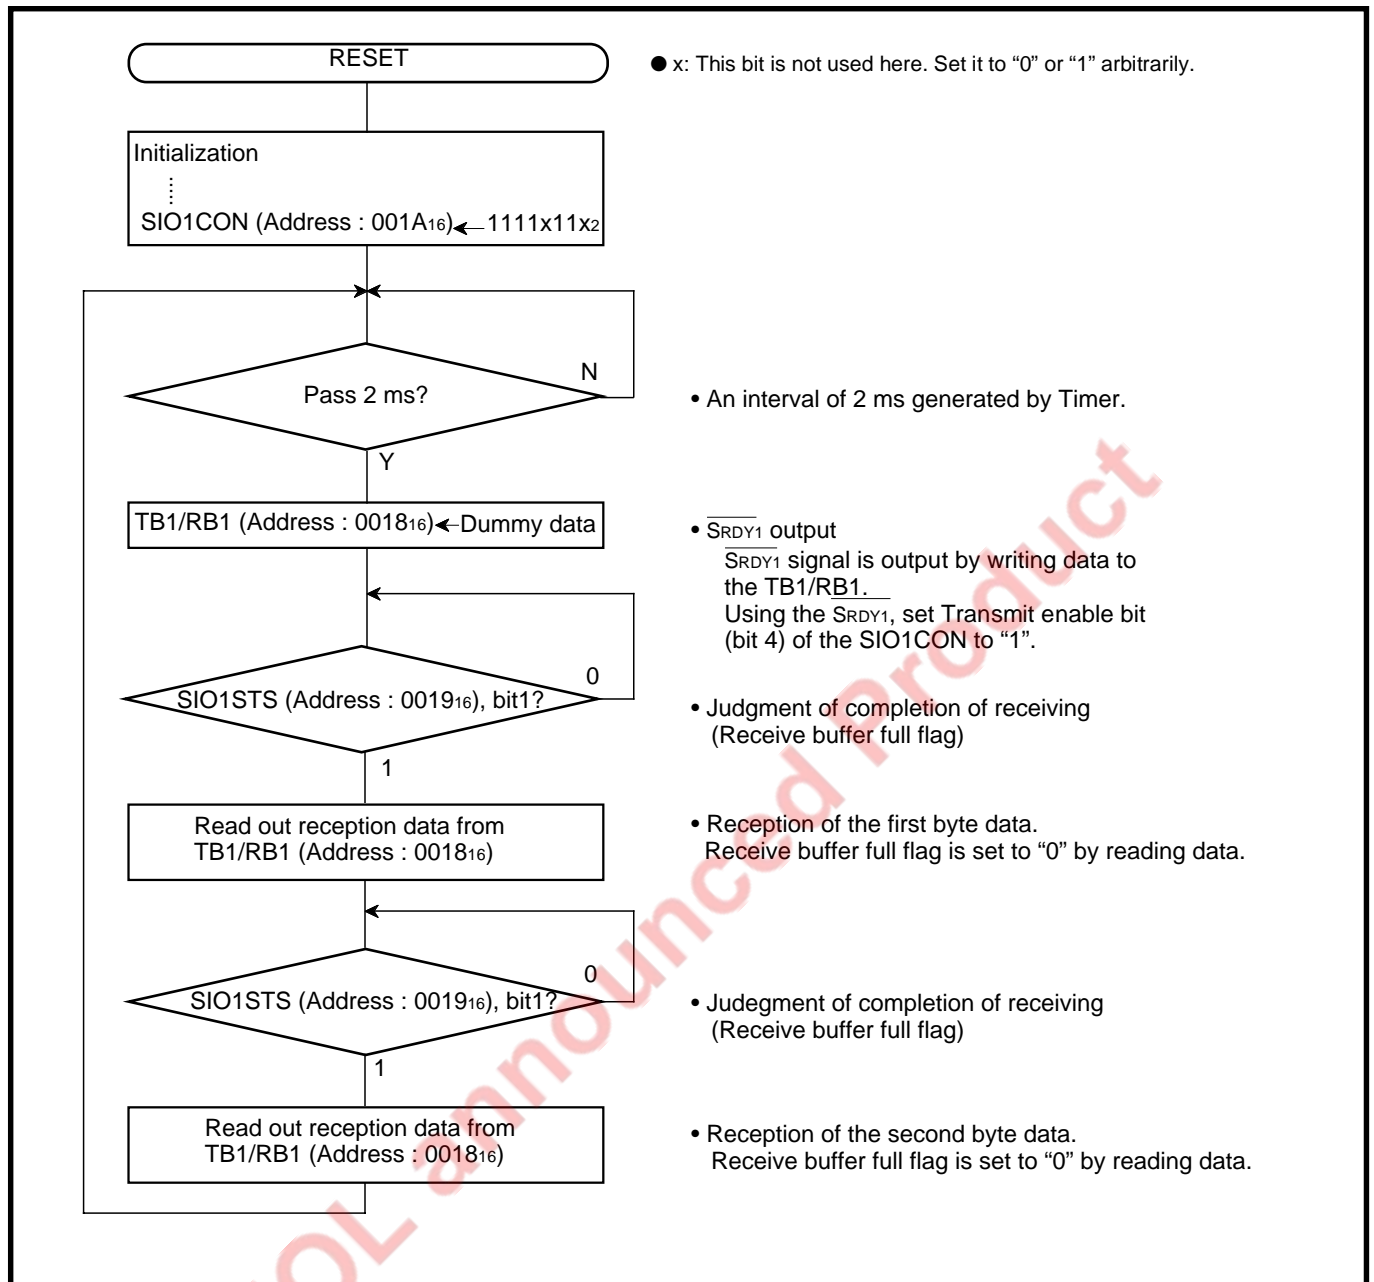 RESET
● x: This bit is not used here. Set it to “0” or “1” arbitrarily.
Initialization
SIO1CON (Address : 001A16) ← 1111x11x2
Pass 2 ms?
N
• An interval of 2 ms generated by Timer.
Y
TB1/RB1 (Address : 001816) ← Dummy data
• SRDY1 output
SRDY1 signal is output by writing data to
the TB1/RB1.
Using the SRDY1, set Transmit enable bit
(bit 4) of the SIO1CON to “1”.
SIO1STS (Address : 001916), bit1?
0
• Judgment of completion of receiving
(Receive buffer full flag)
1
Read out reception data from
TB1/RB1 (Address : 001816)
• Reception of the first byte data.
Receive buffer full flag is set to “0” by reading data.
SIO1STS (Address : 001916), bit1?
0
• Judegment of completion of receiving
(Receive buffer full flag)
1
Read out reception data from
TB1/RB1 (Address : 001816)
• Reception of the second byte data.
Receive buffer full flag is set to “0” by reading data.
OL announced Product